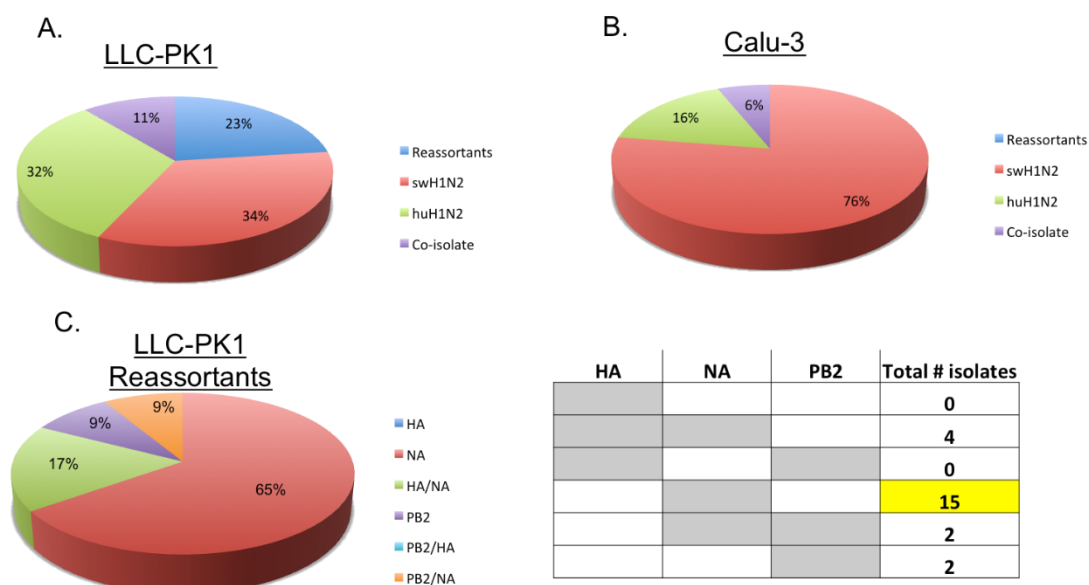 A.
LLC-PK1
11%
23%
32%
34%
Reassortants
swH1N2
huH1N2
Co-isolate
B.
Calu-3
6%
16%
76%
Reassortants
swH1N2
huH1N2
Co-isolate
C.
LLC-PK1
Reassortants
9%
9%
17%
65%
HA
NA
HA/NA
PB2
PB2/HA
PB2/NA
HA NA PB2 Total # isolates
0
4
0
15
2
2